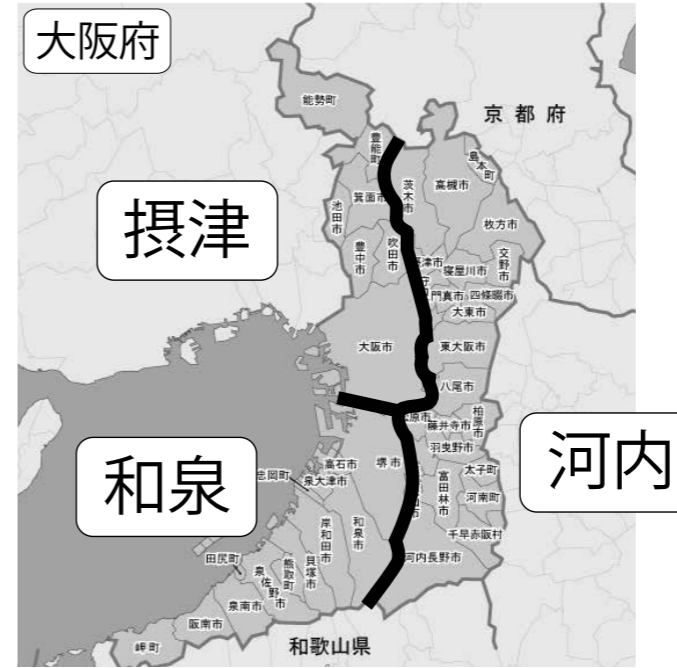 大阪府
能勢町
京都府
豊能町
島本町
茨木市
高槻市
箕面市
池田市
枚方市
摂津
豊中市
吹田市
交野市
津市
寝屋川市
門真市
四條畷市
大東市
大阪市
東大阪市
八尾市
原市
柏原市
藤井寺市
羽曳野市
河内
和泉
忠岡町
高石市
泉大津市
堺市
太子町
富田林市
河南町
千早赤阪村
和泉市
岸和田市
河内長野市
貝塚市
熊取町
田尻町
泉佐野市
泉南市
阪南市
岬町
和歌山県